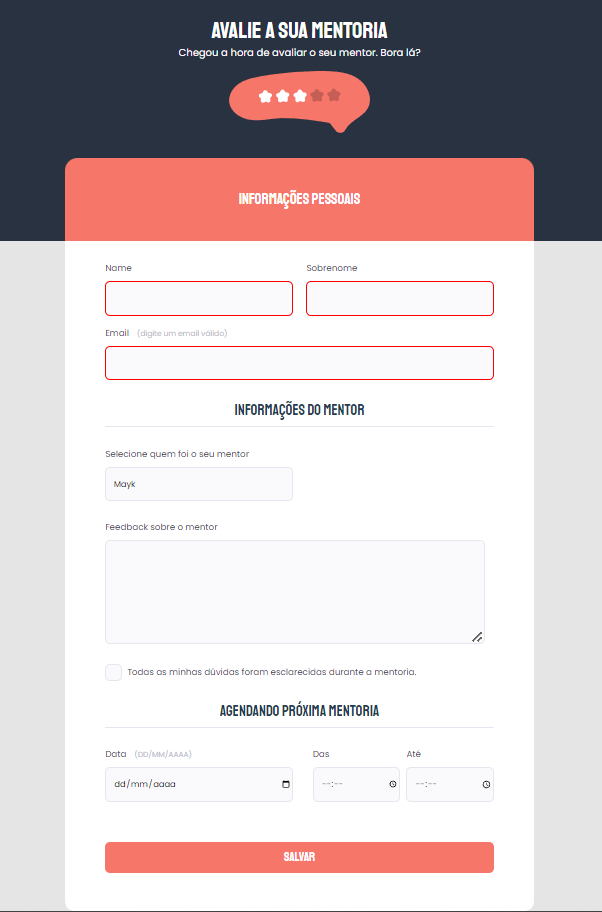 AVALIE A SUA MENTORIA
Chegou a hora de avaliar o seu mentor. Bora lá?
INFORMAÇÕES PESSOAIS
Name Sobrenome
Email (digite um email válido)
INFORMAÇÕES DO MENTOR
Selecione quem foi o seu mentor
Mayk
Feedback sobre o mentor
Todas as minhas dúvidas foram esclarecidas durante a mentoria.
AGENDANDO PRÓXIMA MENTORIA
Data (DD/MM/AAAA) Das Até
dd/mm/aaaa --:-- --:--
SALVAR